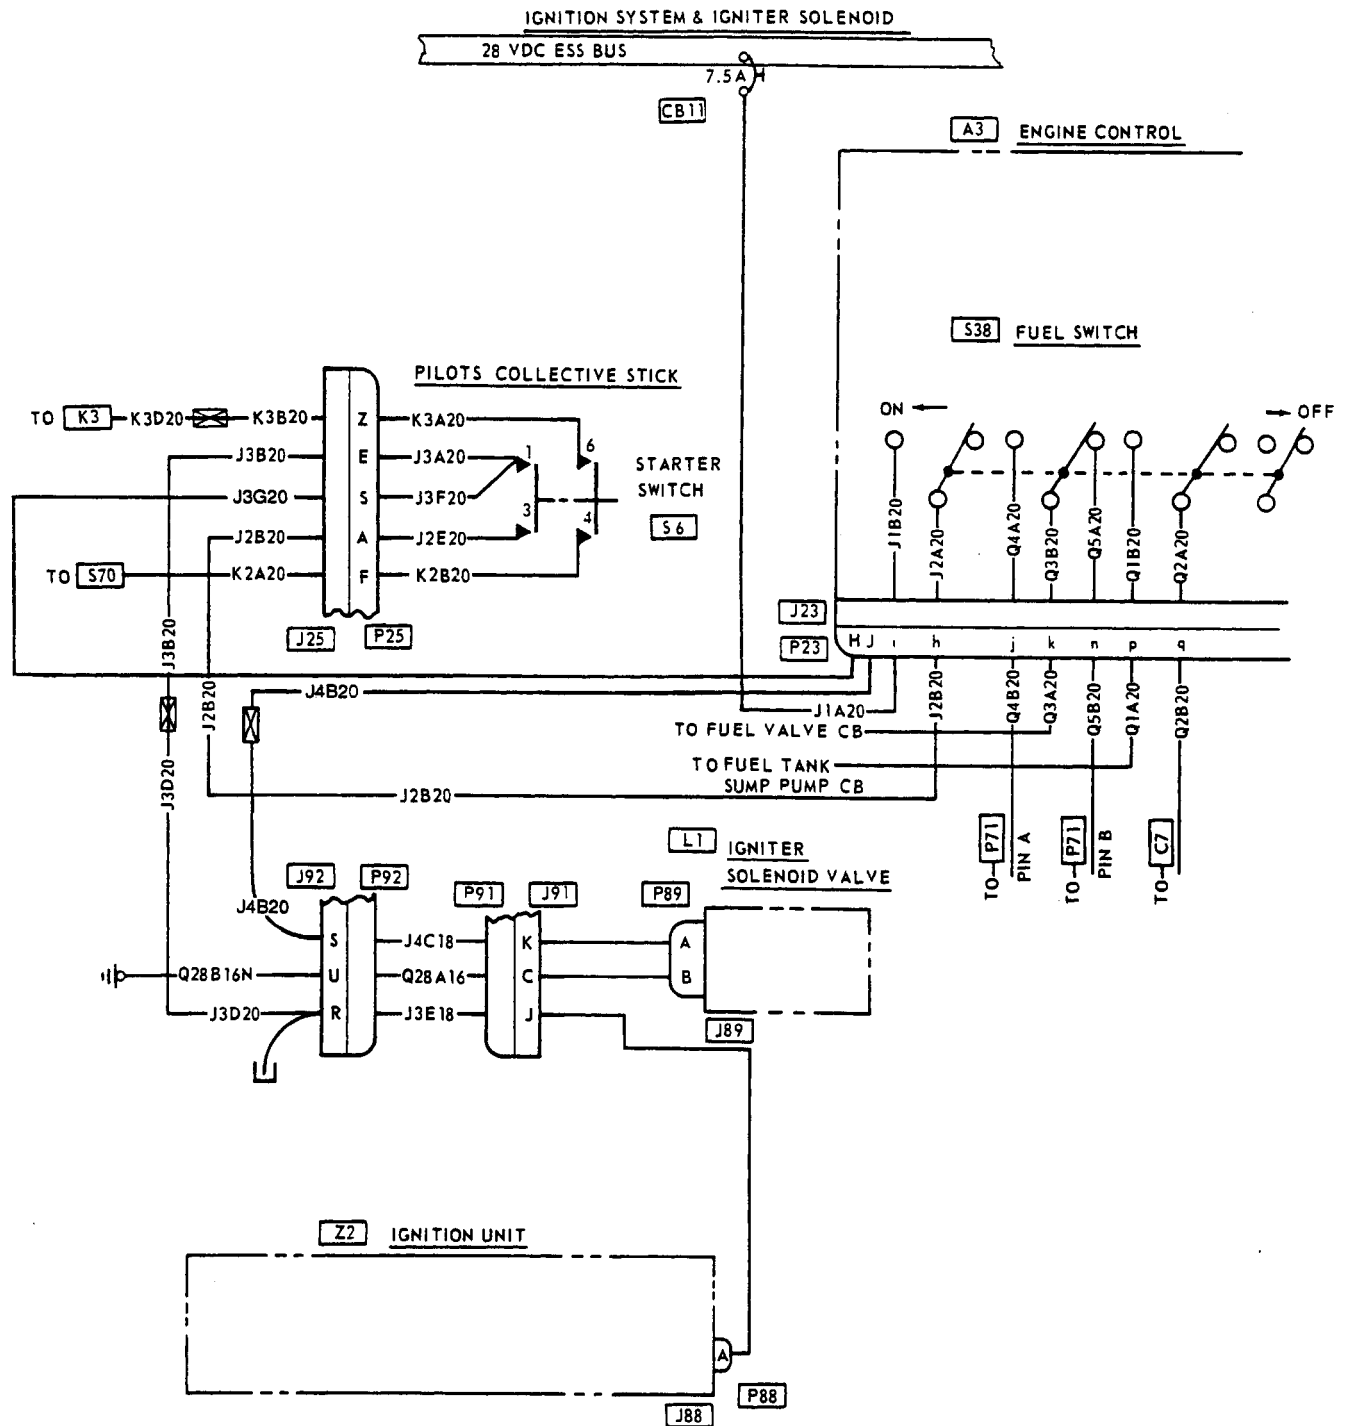 IGNITION SYSTEM & IGNITER SOLENOID
28 VDC ESS BUS
7.5 A
CB11
A3 ENGINE CONTROL
S38 FUEL SWITCH
ON
OFF
J1B20
J2A20
Q4A20
Q3B20
Q5A20
Q1B20
Q2A20
PILOTS COLLECTIVE STICK
TO K3 K3D20 K3B20 Z K3A20 6
J3B20 E J3A20 1
J3G20 S J3F20
J2B20 A J2E20 3 4
TO S70 K2A20 F K2B20
STARTER
SWITCH
S6
J25 P25
J23
P23 H J i h j k n p q
J3B20
J2B20
J4B20
J1A20
J2B20
Q4B20
Q3A20
Q5B20
Q1A20
Q2B20
TO FUEL VALVE CB
TO FUEL TANK
SUMP PUMP CB
J3D20
J2B20
TO P71
PIN A
TO P71
PIN B
TO C7
L1 IGNITER
SOLENOID VALVE
J92 P92 P91 J91 P89
J4B20
S J4C18 K A
Q28B16N U Q28A16 C B
J3D20 R J3E18 J
J89
Z2 IGNITION UNIT
A
P88
J88